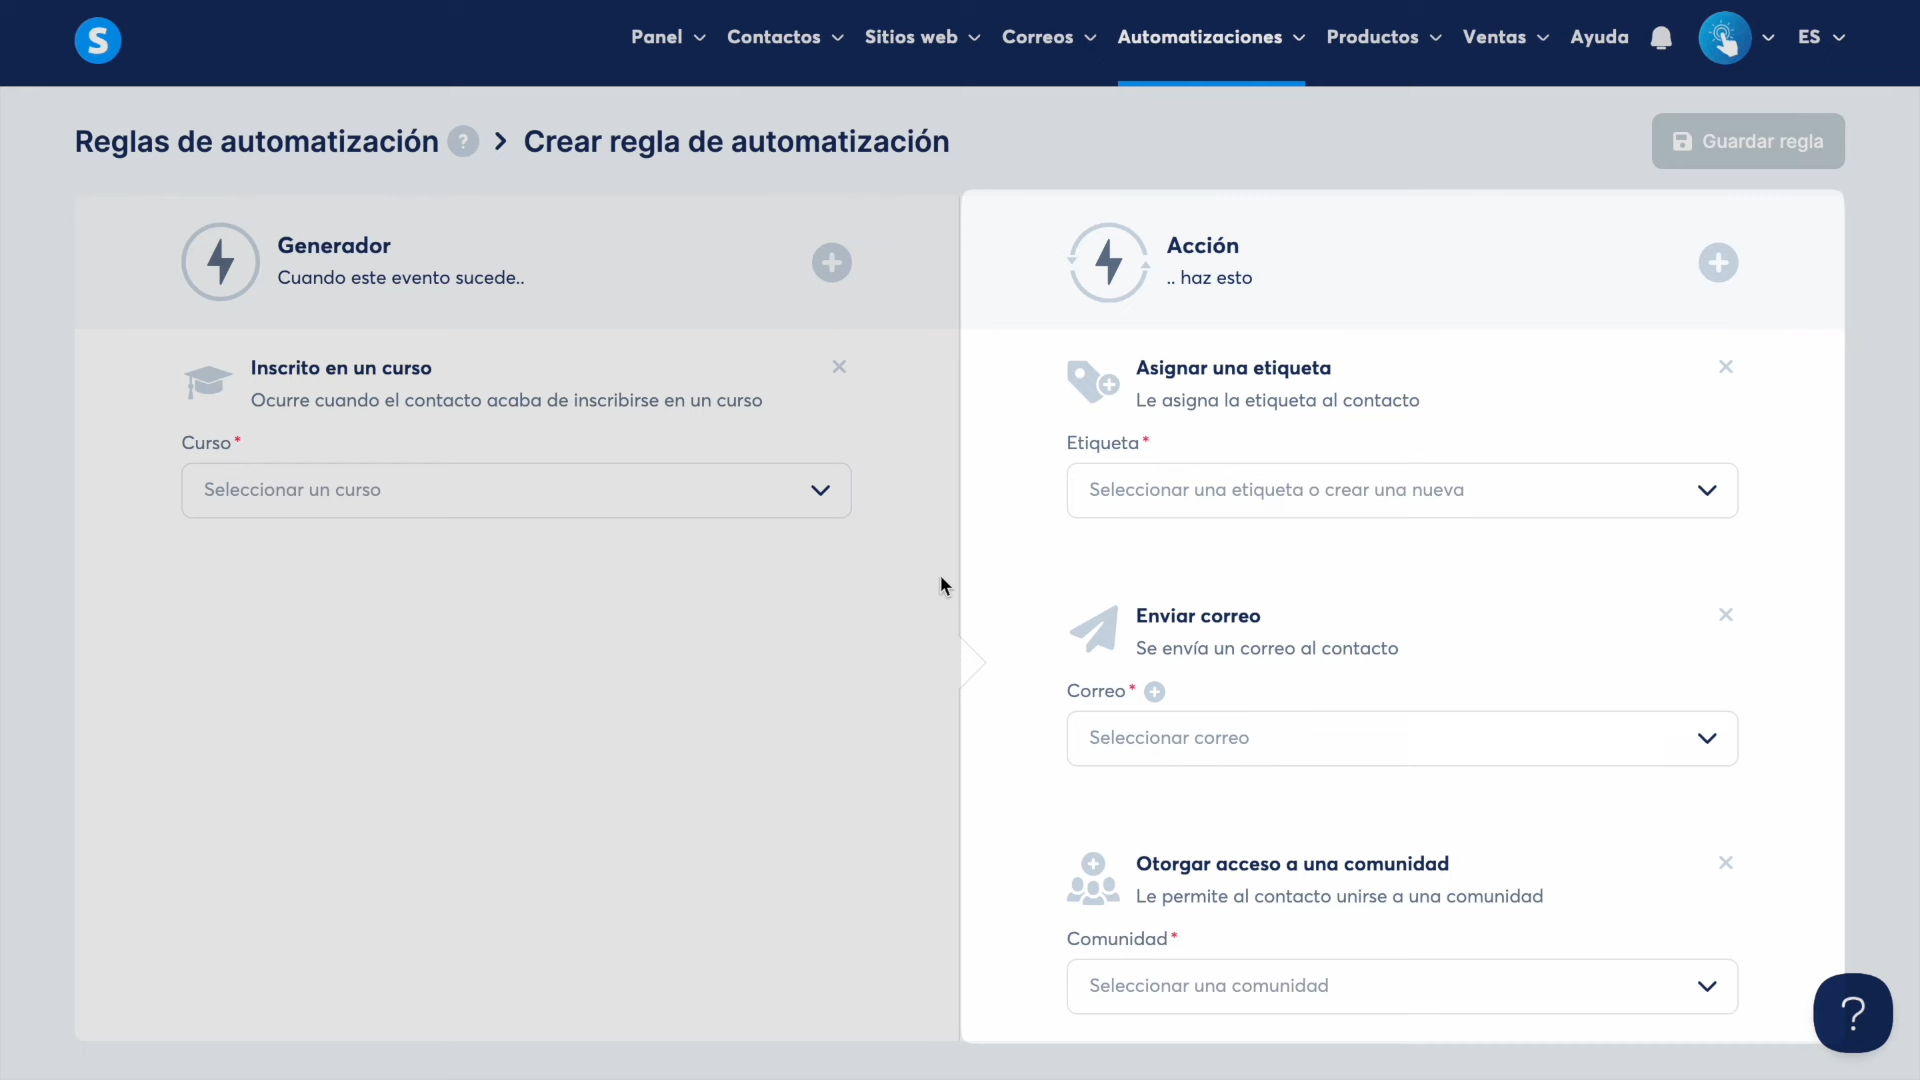 S
Panel
Contactos
Sitios web
Correos
Automatizaciones
Productos
Ventas
Ayuda
ES
Reglas de automatización ? > Crear regla de automatización
Guardar regla
Generador
Cuando este evento sucede..
Inscrito en un curso
Ocurre cuando el contacto acaba de inscribirse en un curso
Curso*
Seleccionar un curso
Acción
.. haz esto
Asignar una etiqueta
Le asigna la etiqueta al contacto
Etiqueta*
Seleccionar una etiqueta o crear una nueva
Enviar correo
Se envía un correo al contacto
Correo*
Seleccionar correo
Otorgar acceso a una comunidad
Le permite al contacto unirse a una comunidad
Comunidad*
Seleccionar una comunidad
?